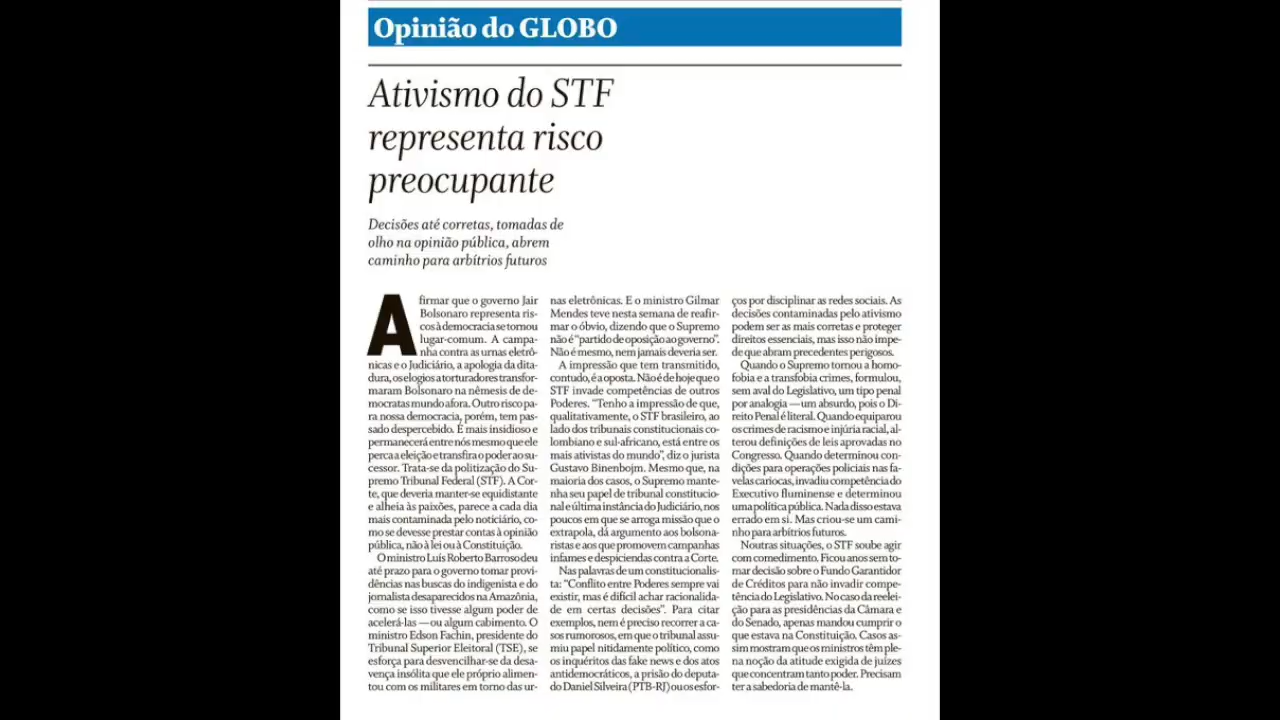 Opinião do GLOBO
Ativismo do STF
representa risco
preocupante
Decisões até corretas, tomadas de
olho na opinião pública, abrem
caminho para arbítrios futuros
Afirmar que o governo Jair
Bolsonaro representa ris-
cos à democracia se tornou
lugar-comum. A campa-
nha contra as urnas eletrô-
nicas e o Judiciário, a apologia da dita-
dura, os elogios a torturadores transfor-
maram Bolsonaro na nêmesis de de-
mocratas mundo afora. Outro risco pa-
ra nossa democracia, porém, tem pas-
sado despercebido. É mais insidioso e
permanecerá entre nós mesmo que ele
perca a eleição e transfira o poder ao su-
cessor. Trata-se da politização do Su-
premo Tribunal Federal (STF). A Cor-
te, que deveria manter-se equidistante
e alheia às paixões, parece a cada dia
mais contaminada pelo noticiário, co-
mo se devesse prestar contas à opinião
pública, não à lei ou à Constituição.
O ministro Luís Roberto Barroso deu
até prazo para o governo tomar provi-
dências nas buscas do indigenista e do
jornalista desaparecidos na Amazônia,
como se isso tivesse algum poder de
acelerá-las — ou algum cabimento. O
ministro Edson Fachin, presidente do
Tribunal Superior Eleitoral (TSE), se
esforça para desvencilhar-se da desa-
vença insólita que ele próprio alimen-
tou com os militares em torno das ur-
nas eletrônicas. E o ministro Gilmar
Mendes teve nesta semana de reafir-
mar o óbvio, dizendo que o Supremo
não é “partido de oposição ao governo”.
Não é mesmo, nem jamais deveria ser.
A impressão que tem transmitido,
contudo, é a oposta. Não é de hoje que o
STF invade competências de outros
Poderes. “Tenho a impressão de que,
qualitativamente, o STF brasileiro, ao
lado dos tribunais constitucionais co-
lombiano e sul-africano, está entre os
mais ativistas do mundo”, diz o jurista
Gustavo Binenbojm. Mesmo que, na
maioria dos casos, o Supremo mante-
nha seu papel de tribunal constitucio-
nal e última instância do Judiciário, nos
poucos em que se arroga missão que o
extrapola, dá argumento aos bolsona-
ristas e aos que promovem campanhas
infames e despiciendas contra a Corte.
Nas palavras de um constitucionalis-
ta: “Conflito entre Poderes sempre vai
existir, mas é difícil achar racionalida-
de em certas decisões”. Para citar
exemplos, nem é preciso recorrer a ca-
sos rumorosos, em que o tribunal assu-
miu papel nitidamente político, como
os inquéritos das fake news e dos atos
antidemocráticos, a prisão do deputa-
do Daniel Silveira (PTB-RJ) ou os esfor-
ços por disciplinar as redes sociais. As
decisões contaminadas pelo ativismo
podem ser as mais corretas e proteger
direitos essenciais, mas isso não impe-
de que abram precedentes perigosos.
Quando o Supremo tornou a homo-
fobia e a transfobia crimes, formulou,
sem aval do Legislativo, um tipo penal
por analogia — um absurdo, pois o Di-
reito Penal é literal. Quando equiparou
os crimes de racismo e injúria racial, al-
terou definições de leis aprovadas no
Congresso. Quando determinou con-
dições para operações policiais nas fa-
velas cariocas, invadiu competência do
Executivo fluminense e determinou
uma política pública. Nada disso estava
errado em si. Mas criou-se um cami-
nho para arbítrios futuros.
Noutras situações, o STF soube agir
com comedimento. Ficou anos sem to-
mar decisão sobre o Fundo Garantidor
de Créditos para não invadir compe-
tência do Legislativo. No caso da reelei-
ção para as presidências da Câmara e
do Senado, apenas mandou cumprir o
que estava na Constituição. Casos as-
sim mostram que os ministros têm ple-
na noção da atitude exigida de juízes
que concentram tanto poder. Precisam
ter a sabedoria de mantê-la.